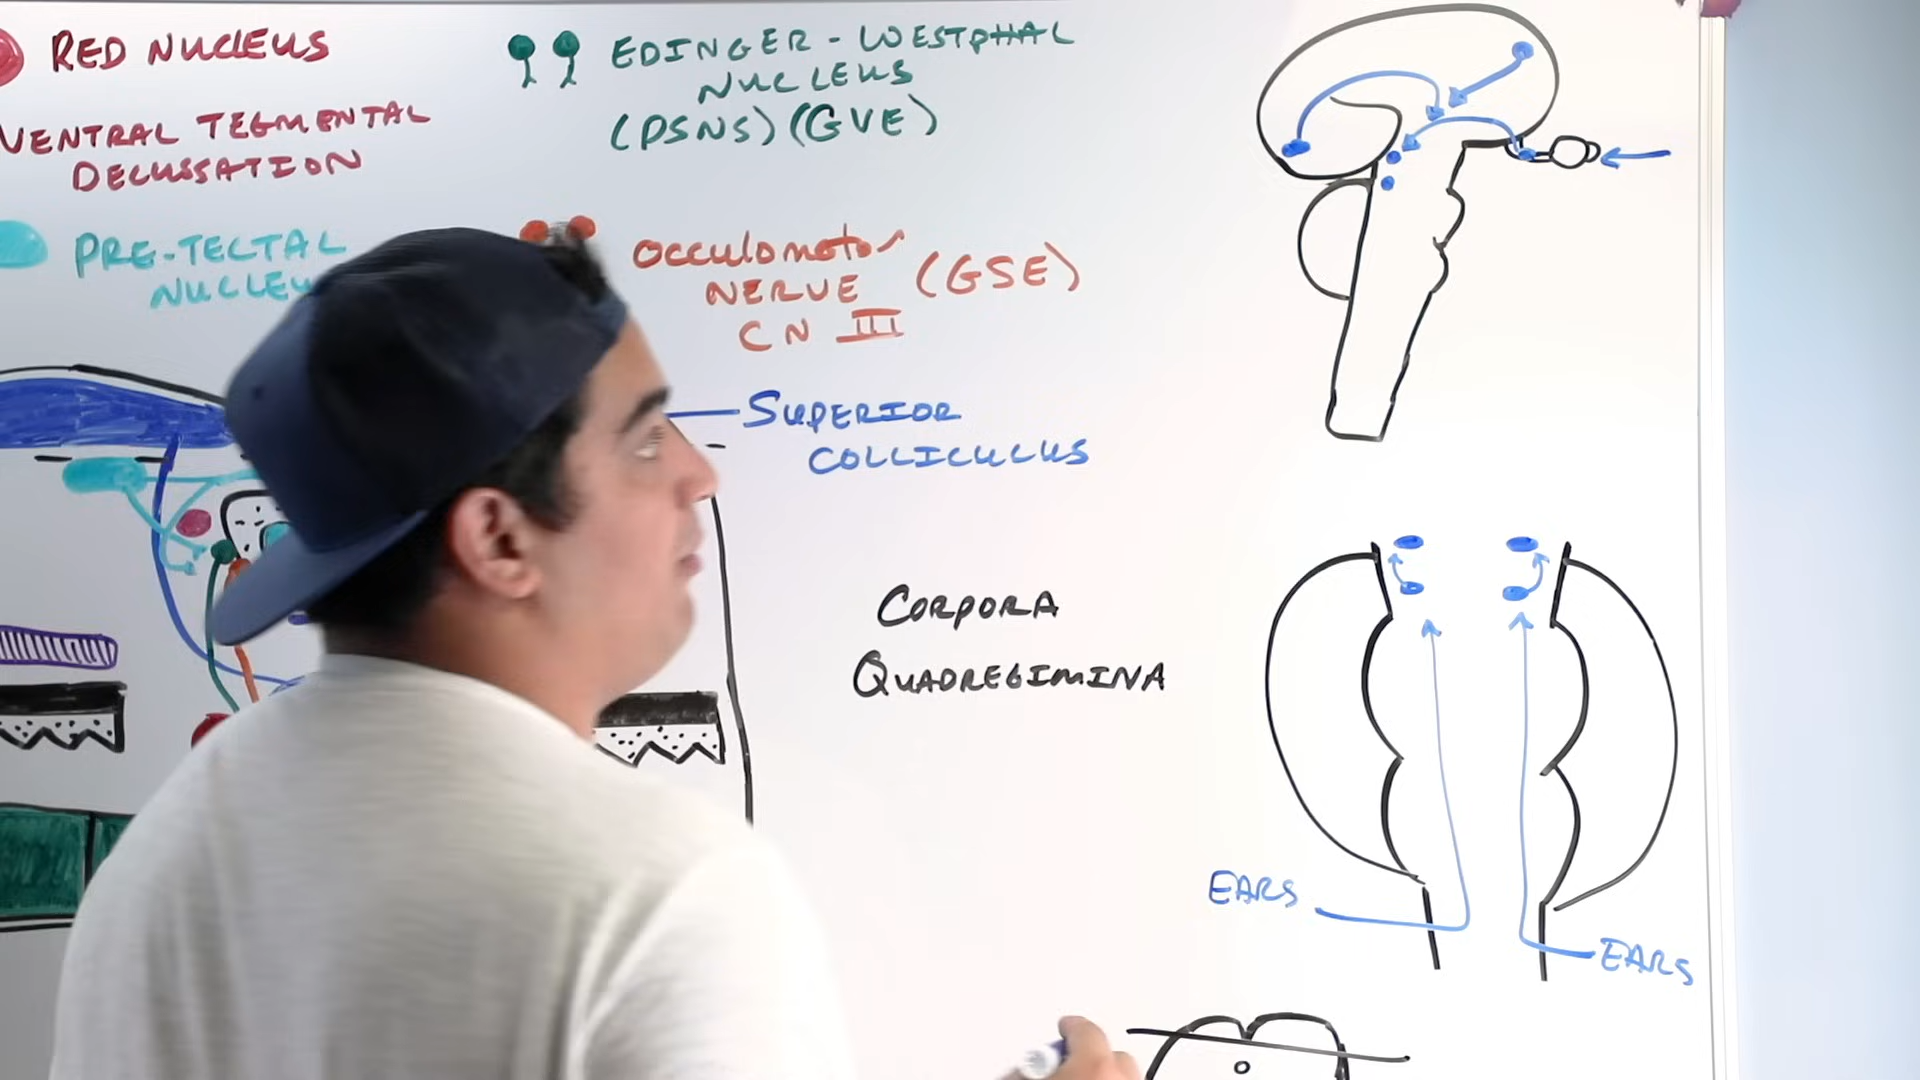 RED NUCLEUS
VENTRAL TEGMENTAL
DECUSSATION
PRE-TECTAL
NUCLEU
EDINGER-WESTPHAL
NUCLEUS
(PSNS) (GVE)
OCCULOMOTOR
NERVE (GSE)
CN III
SUPERIOR
COLLICULUS
CORPORA
QUADREGIMINA
EARS
EARS